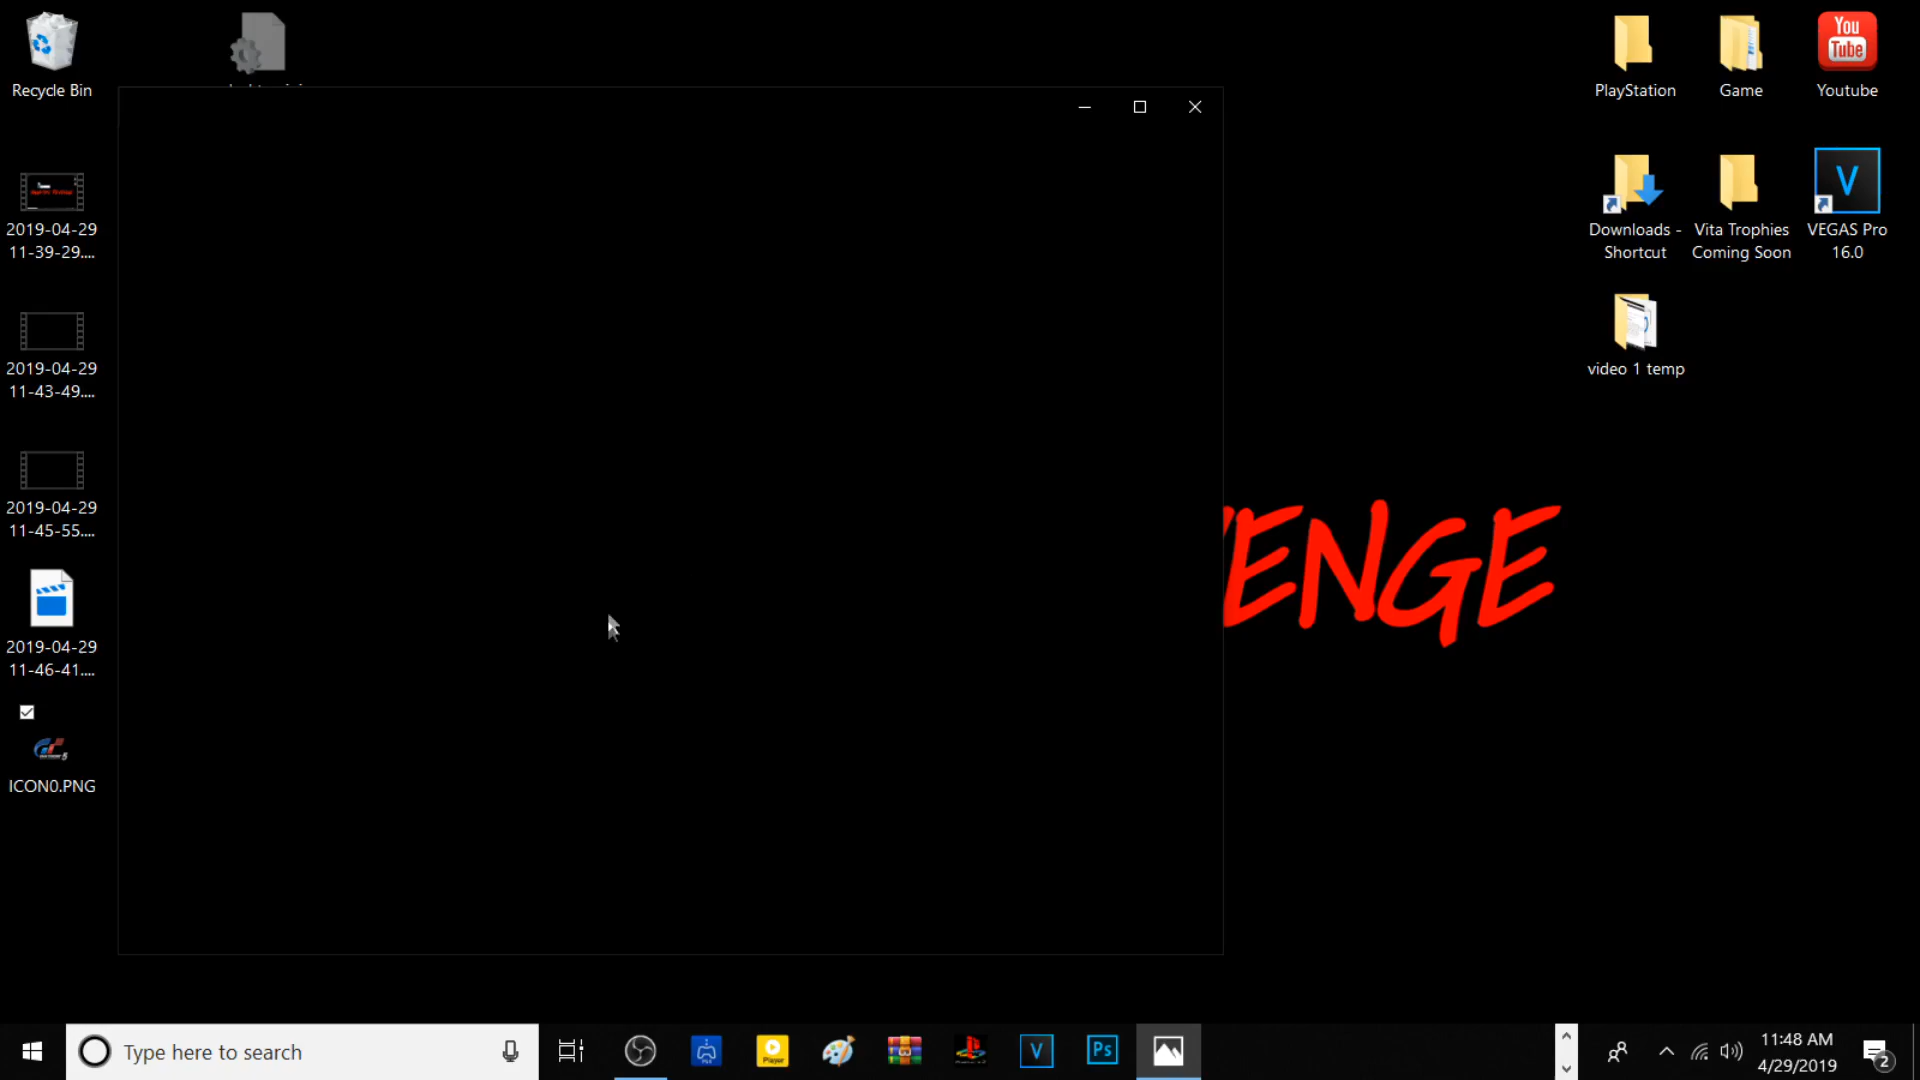 Recycle Bin
PlayStation
Game
You
Tube
Youtube
2019-04-29
11-39-29....
V
Downloads -
Shortcut
Vita Trophies
Coming Soon
VEGAS Pro
16.0
2019-04-29
11-43-49....
video 1 temp
2019-04-29
11-45-55....
ENGE
2019-04-29
11-46-41....
ICON0.PNG
Type here to search
Player
V
Ps
11:48 AM
4/29/2019
2